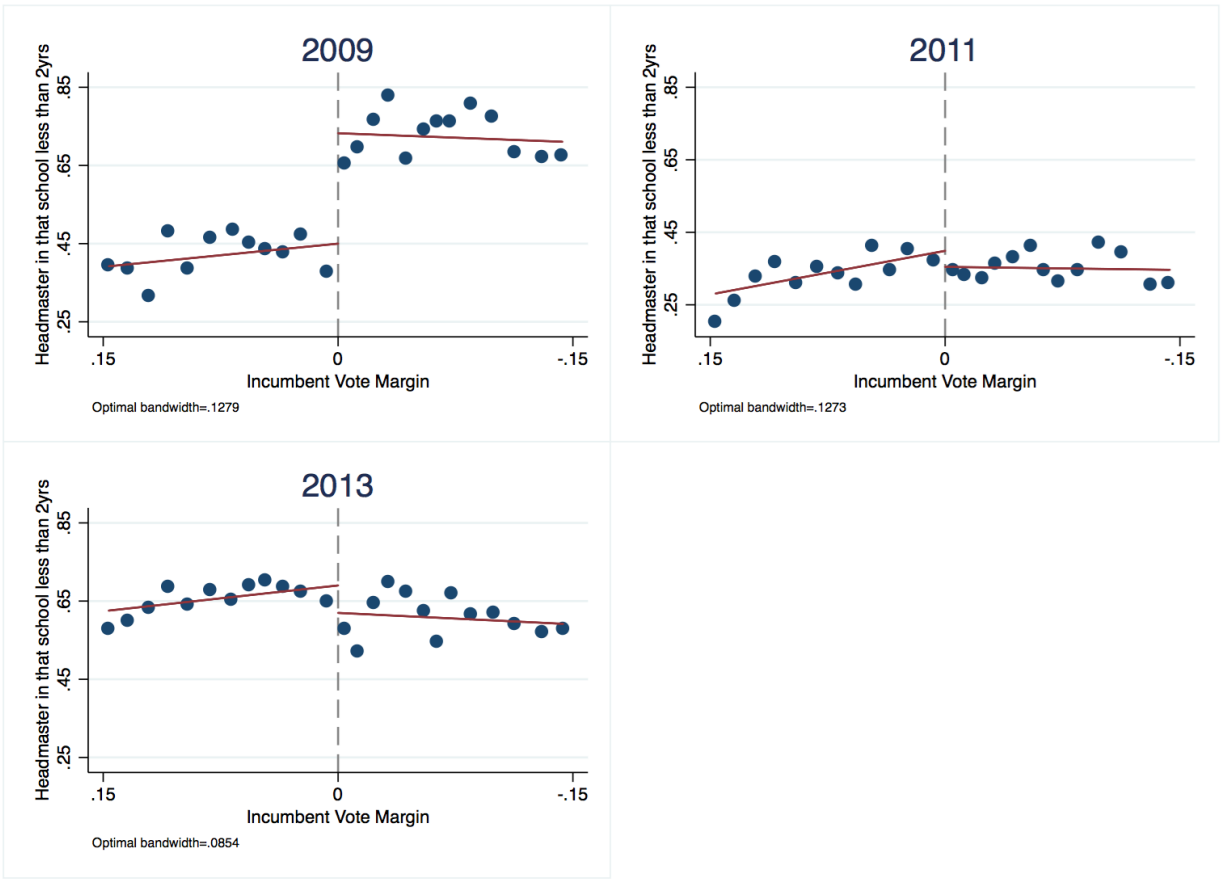 2009
Headmaster in that school less than 2yrs
.85
.65
.45
.25
.15
0
-.15
Incumbent Vote Margin
Optimal bandwidth=.1279
2011
Headmaster in that school less than 2yrs
.85
.65
.45
.25
.15
0
-.15
Incumbent Vote Margin
Optimal bandwidth=.1273
2013
Headmaster in that school less than 2yrs
.85
.65
.45
.25
.15
0
-.15
Incumbent Vote Margin
Optimal bandwidth=.0854